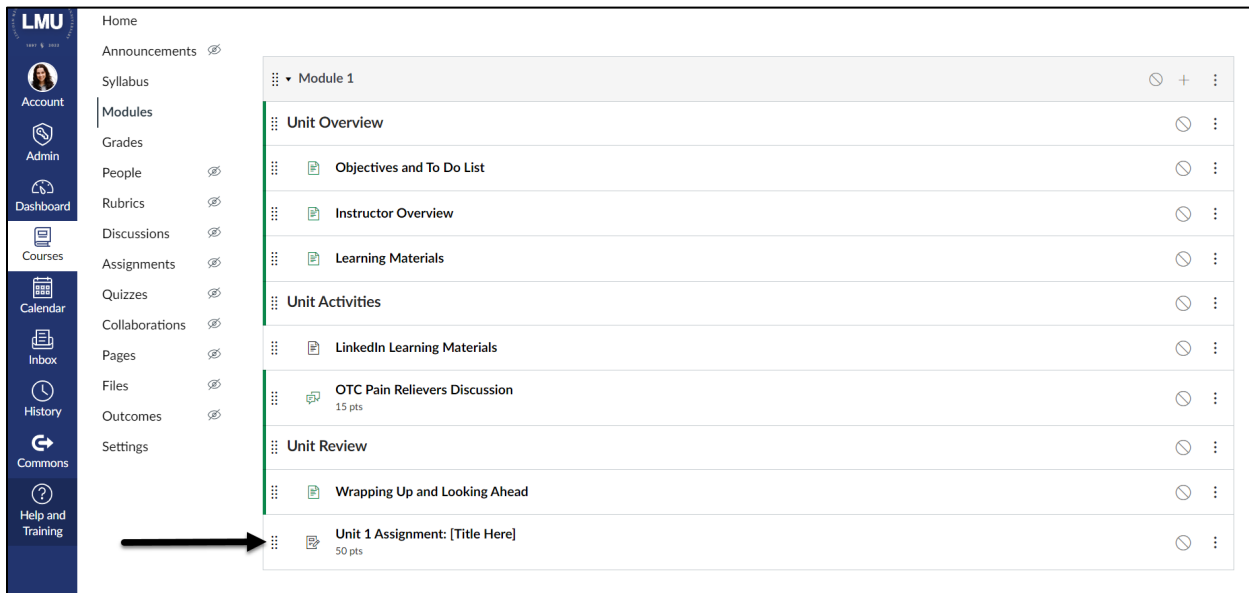 LMU
Account
Admin
Dashboard
Courses
Calendar
Inbox
History
Commons
Help and
Training
Home
Announcements
Syllabus
Modules
Grades
People
Rubrics
Discussions
Assignments
Quizzes
Collaborations
Pages
Files
Outcomes
Settings
Module 1
Unit Overview
Objectives and To Do List
Instructor Overview
Learning Materials
Unit Activities
LinkedIn Learning Materials
OTC Pain Relievers Discussion
15 pts
Unit Review
Wrapping Up and Looking Ahead
Unit 1 Assignment: [Title Here]
50 pts